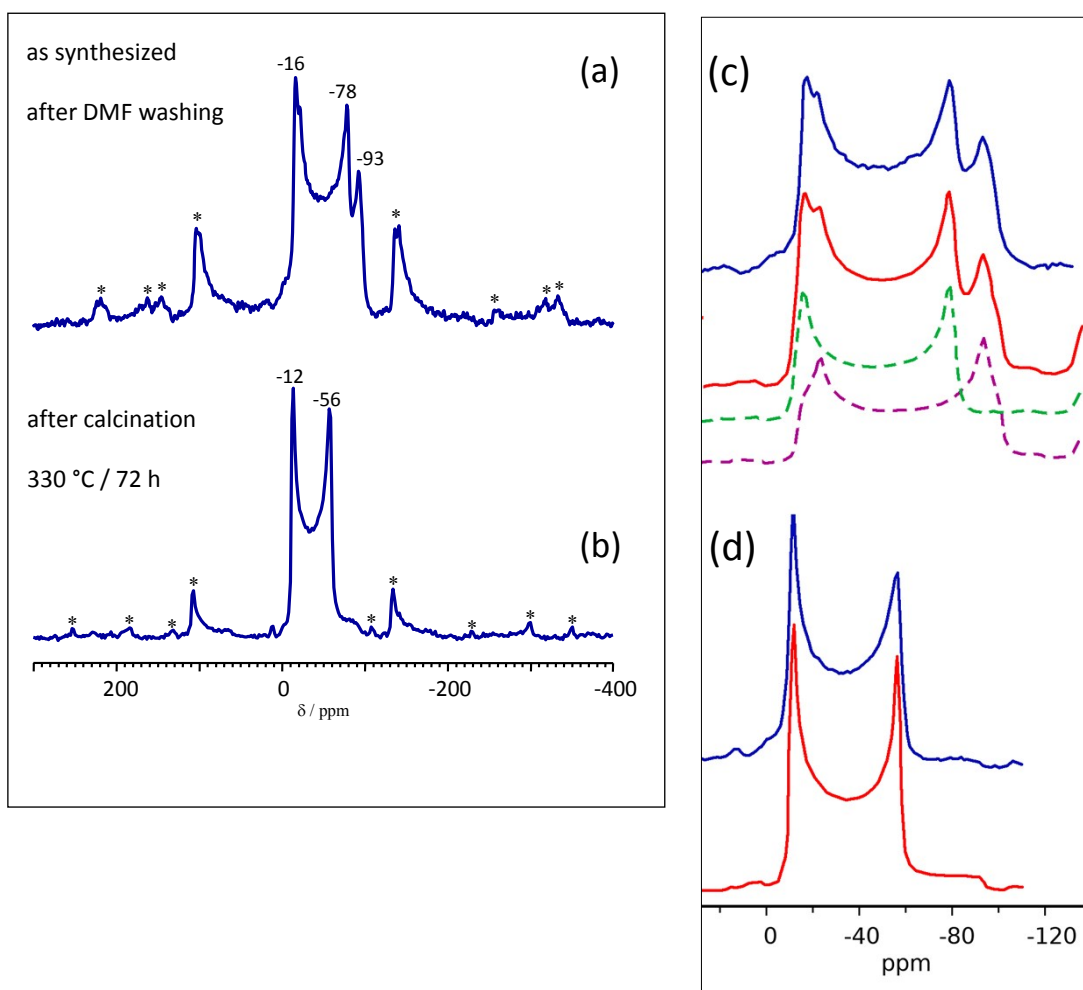 as synthesized
after DMF washing
(a)
-16
-78
-93
* * * * * * * *
-12
-56
after calcination
330 °C / 72 h
(b)
* * * * * * * * *
200 0 -200 -400
δ / ppm
(c)
(d)
0 -40 -80 -120
ppm